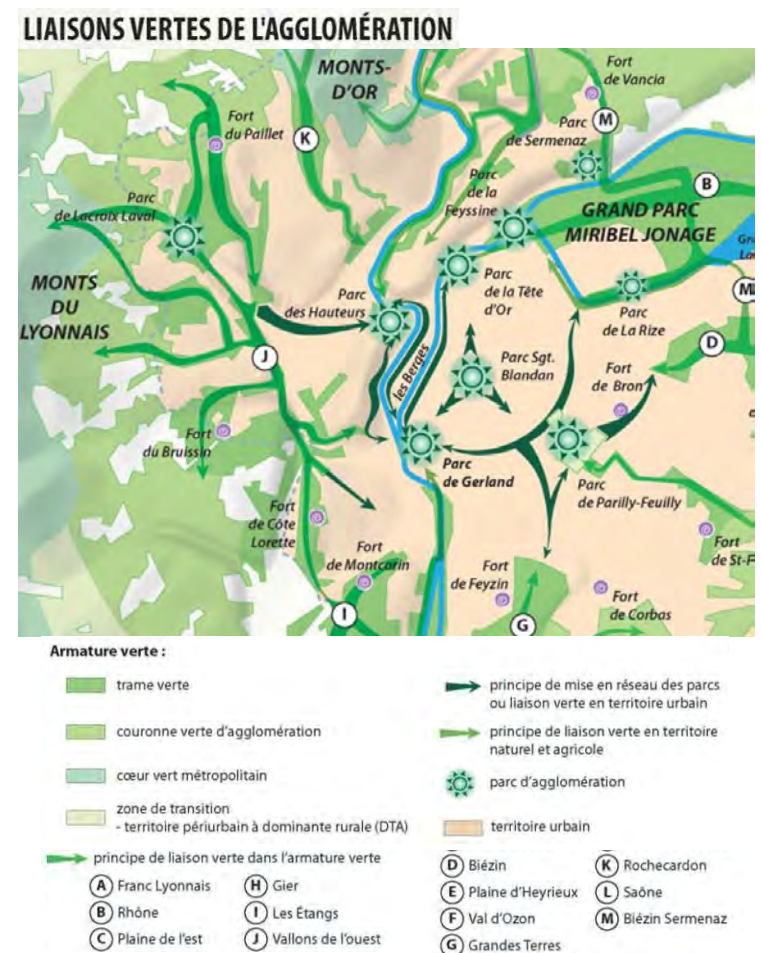 LIAISONS VERTES DE L'AGGLOMÉRATION
MONTS-
D'OR
Fort
de Vancia
Fort
du Paillet
K
Parc
de Sermenaz
M
Parc
de Lacroix Laval
Parc
de la
Feyssine
B
GRAND PARC
MIRIBEL JONAGE
MONTS
DU
LYONNAIS
Parc
des Hauteurs
Parc
de la Tête
d'Or
Parc
de La Rize
M
J
les Berges
Parc Sgt.
Blandan
Fort
de Bron
D
Fort
du Bruissin
Parc
de Gerland
Parc
de Parilly-Feuilly
Fort
de Côte
Lorette
Fort
de Montcorin
Fort
de Feyzin
Fort
de St-F
Fort
de Corbas
I
G
Armature verte :
trame verte
couronne verte d'agglomération
cœur vert métropolitain
zone de transition
- territoire périurbain à dominante rurale (DTA)
principe de liaison verte dans l'armature verte
A Franc Lyonnais
B Rhône
C Plaine de l'est
H Gier
I Les Étangs
J Vallons de l'ouest
principe de mise en réseau des parcs
ou liaison verte en territoire urbain
principe de liaison verte en territoire
naturel et agricole
parc d'agglomération
territoire urbain
D Biézin
E Plaine d'Heyrieux
F Val d'Ozon
G Grandes Terres
K Rochecardon
L Saône
M Biézin Sermenaz